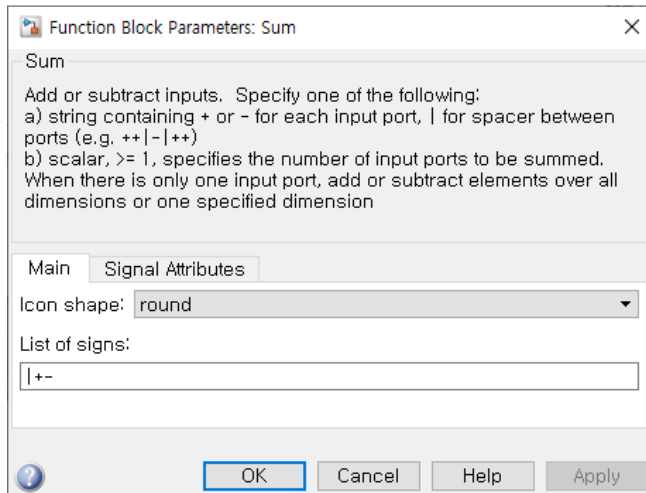 Function Block Parameters: Sum
Sum
Add or subtract inputs.  Specify one of the following:
a) string containing + or - for each input port, | for spacer between
ports (e.g. ++|-|++)
b) scalar, >= 1, specifies the number of input ports to be summed.
When there is only one input port, add or subtract elements over all
dimensions or one specified dimension
Main Signal Attributes
Icon shape: round
List of signs:
|+-
OK Cancel Help Apply